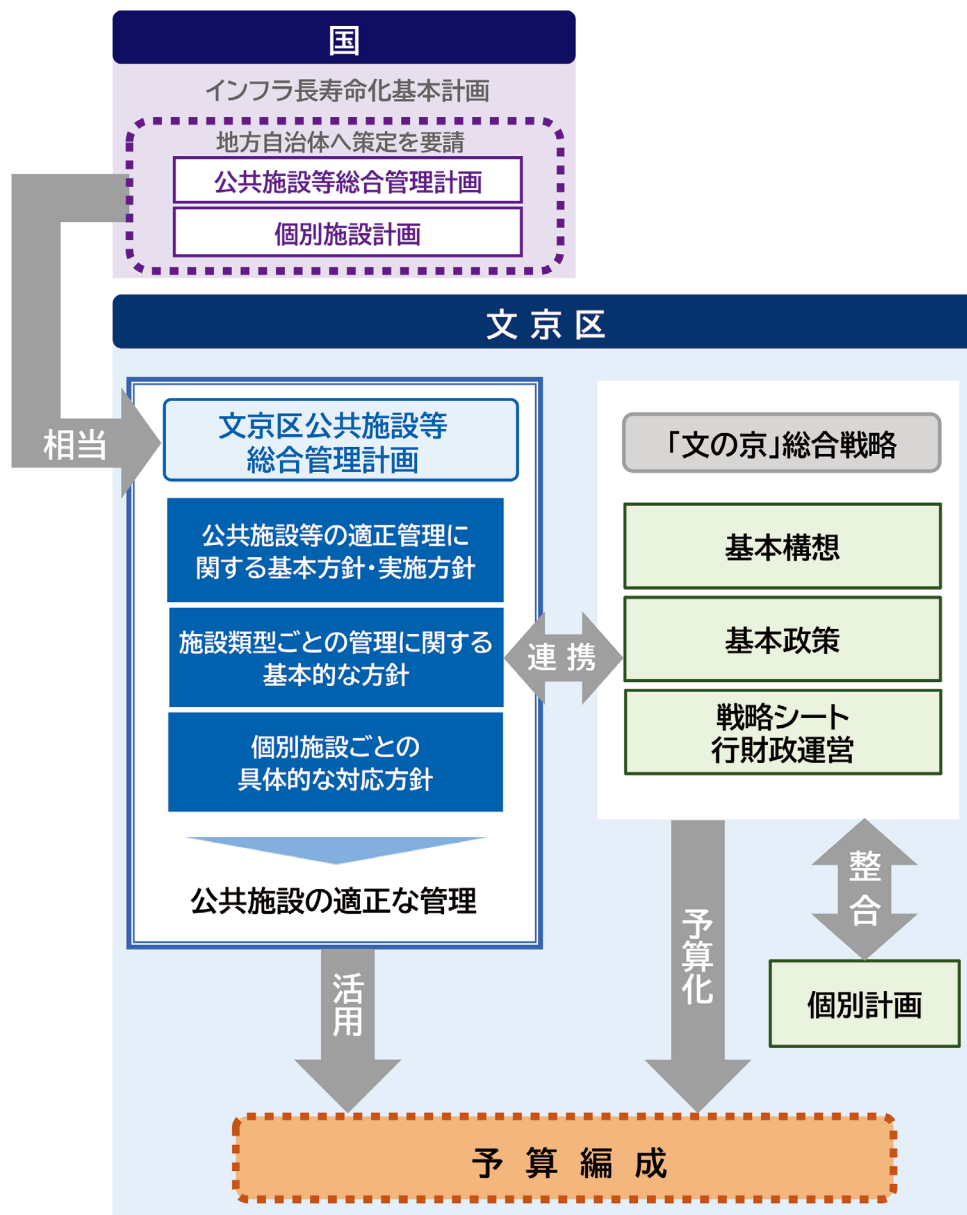 国
インフラ長寿命化基本計画
地方自治体へ策定を要請
公共施設等総合管理計画
個別施設計画
文京区
相当
文京区公共施設等
総合管理計画
公共施設等の適正管理に
関する基本方針・実施方針
施設類型ごとの管理に関する
基本的な方針
個別施設ごとの
具体的な対応方針
公共施設の適正な管理
連携
「文の京」総合戦略
基本構想
基本政策
戦略シート
行財政運営
整合
個別計画
活用
予算化
予算編成